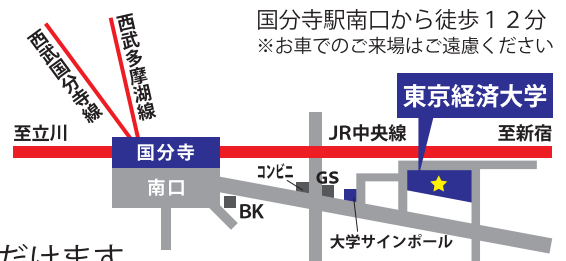 国分寺駅南口から徒歩１２分
※お車でのご来場はご遠慮ください
西武国分寺線
西武多摩湖線
東京経済大学
至立川
JR中央線
至新宿
国分寺
南口
コンビニ
GS
BK
大学サインポール
だけます